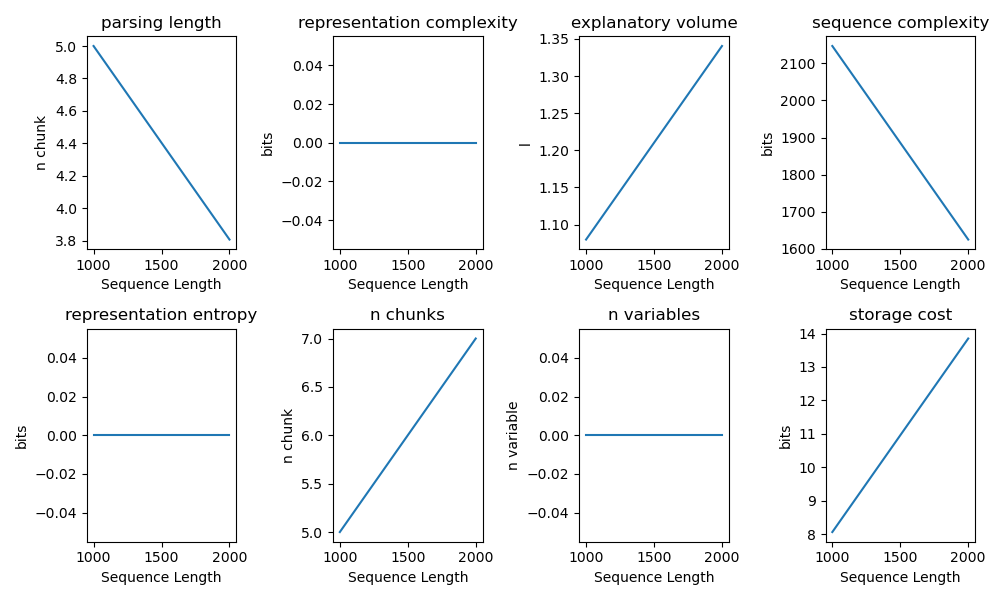 parsing length
representation complexity
explanatory volume
sequence complexity
n chunk
5.0
4.8
4.6
4.4
4.2
4.0
3.8
1000 1500 2000
Sequence Length
bits
0.04
0.02
0.00
−0.02
−0.04
1000 1500 2000
Sequence Length
l
1.35
1.30
1.25
1.20
1.15
1.10
1000 1500 2000
Sequence Length
bits
2100
2000
1900
1800
1700
1600
1000 1500 2000
Sequence Length
representation entropy
n chunks
n variables
storage cost
bits
0.04
0.02
0.00
−0.02
−0.04
1000 1500 2000
Sequence Length
n chunk
7.0
6.5
6.0
5.5
5.0
1000 1500 2000
Sequence Length
n variable
0.04
0.02
0.00
−0.02
−0.04
1000 1500 2000
Sequence Length
bits
14
13
12
11
10
9
8
1000 1500 2000
Sequence Length